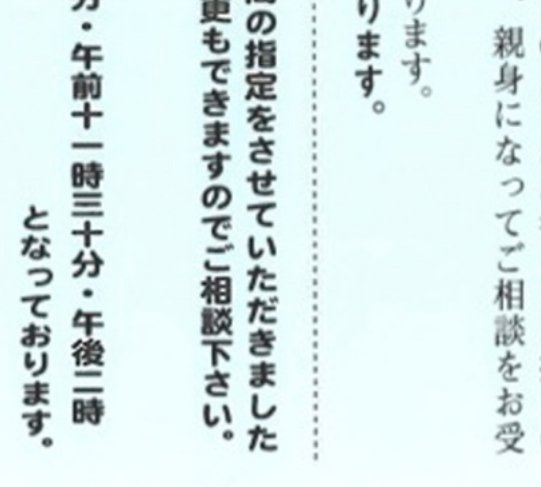 親身になってご相談をお受
ります。
ります。
の指定をさせていただきました
更もできますのでご相談下さい。
分・午前十一時三十分・午後二時
となっております。